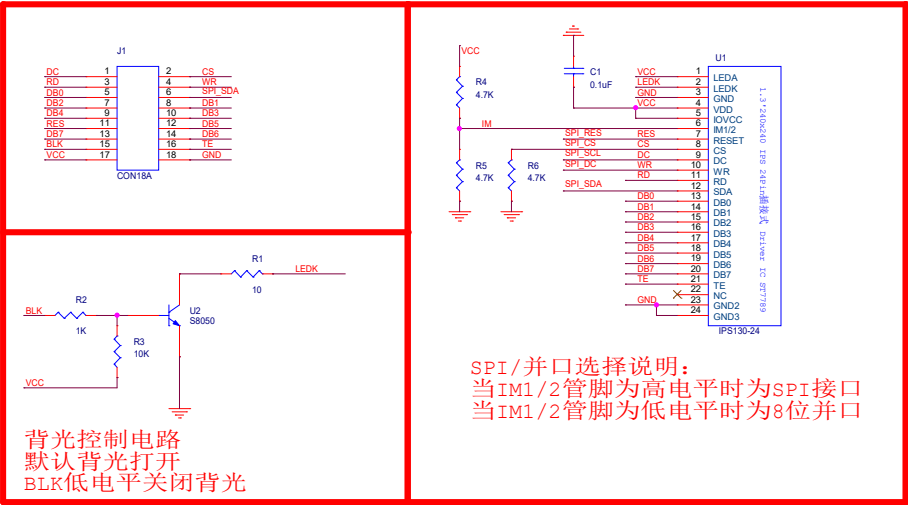 J1
DC 1 2 CS
RD 3 4 WR
DB0 5 6 SPI_SDA
DB2 7 8 DB1
DB4 9 10 DB3
RES 11 12 DB5
DB7 13 14 DB6
BLK 15 16 TE
VCC 17 18 GND
CON18A
R1
LEDK
10
BLK
R2
1K
U2
S8050
R3
10K
VCC
背光控制电路
默认背光打开
BLK低电平关闭背光
VCC
R4
4.7K
C1
0.1uF
IM
R5
4.7K
R6
4.7K
U1
VCC 1 LEDA
LEDK 2 LEDK
GND 3 GND
VCC 4 VDD
5 IOVCC
6 IM1/2
SPI_RES RES 7 RESET
SPI_CS CS 8 CS
SPI_SCL DC 9 DC
SPI_DC WR 10 WR
RD 11 RD
SPI_SDA 12 SDA
DB0 13 DB0
DB1 14 DB1
DB2 15 DB2
DB3 16 DB3
DB4 17 DB4
DB5 18 DB5
DB6 19 DB6
DB7 20 DB7
TE 21 TE
22 NC
GND 23 GND2
24 GND3
1.3'240x240 IPS 24Pin插接式 Driver IC ST7789
IPS130-24
SPI/并口选择说明：
当IM1/2管脚为高电平时为SPI接口
当IM1/2管脚为低电平时为8位并口